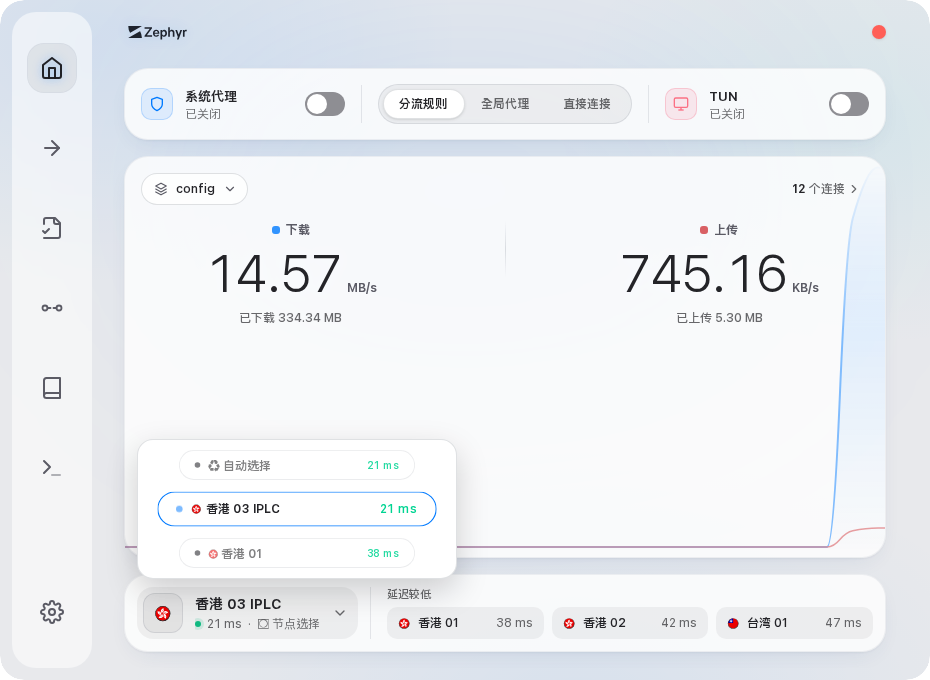 Zephyr
系统代理
已关闭
分流规则 全局代理 直接连接
TUN
已关闭
config
12 个连接
下载
14.57 MB/s
已下载 334.34 MB
上传
745.16 KB/s
已上传 5.30 MB
♻ 自动选择 21 ms
🇭🇰 香港 03 IPLC 21 ms
🇭🇰 香港 01 38 ms
🇭🇰 香港 03 IPLC
21 ms · 节点选择
延迟较低
🇭🇰 香港 01 38 ms
🇭🇰 香港 02 42 ms
🇹🇼 台湾 01 47 ms